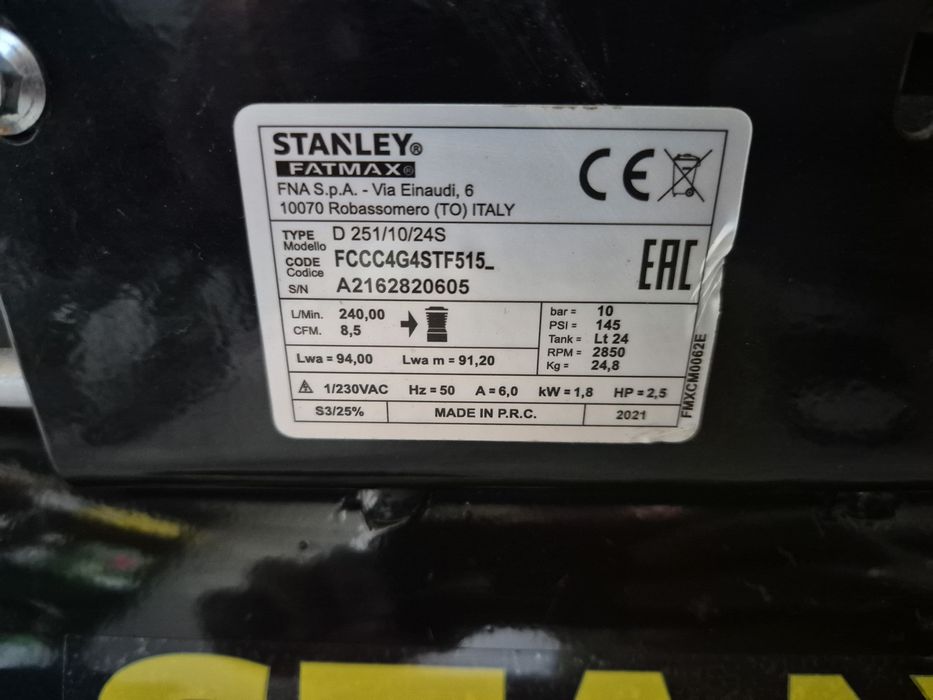 STANLEY®
FATMAX®
FNA S.p.A. - Via Einaudi, 6
10070 Robassomero (TO) ITALY
CE
TYPE D 251/10/24S
Modello
CODE FCCC4G4STF515_
Codice
S/N A2162820605
EAC
L/Min. 240,00
CFM. 8,5
bar = 10
PSI = 145
Tank = Lt 24
RPM = 2850
Kg = 24,8
Lwa = 94,00 Lwa m = 91,20
1/230VAC Hz = 50 A = 6,0 kW = 1,8 HP = 2,5
S3/25% MADE IN P.R.C. 2021
FMXCM0062E